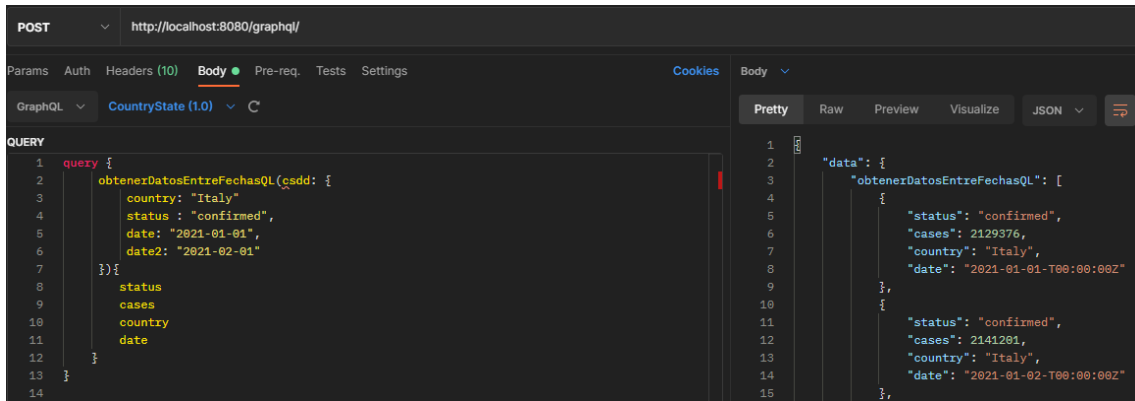 POST http://localhost:8080/graphql/
Params Auth Headers (10) Body Pre-req. Tests Settings Cookies
GraphQL CountryState (1.0)
QUERY
1 query {
2 obtenerDatosEntreFechasQL(csdd: {
3 country: "Italy"
4 status : "confirmed",
5 date: "2021-01-01",
6 date2: "2021-02-01"
7 }){
8 status
9 cases
10 country
11 date
12 }
13 }
14
Body
Pretty Raw Preview Visualize JSON
1 {
2 "data": {
3 "obtenerDatosEntreFechasQL": [
4 {
5 "status": "confirmed",
6 "cases": 2129376,
7 "country": "Italy",
8 "date": "2021-01-01-T00:00:00Z"
9 },
10 {
11 "status": "confirmed",
12 "cases": 2141201,
13 "country": "Italy",
14 "date": "2021-01-02-T00:00:00Z"
15 },